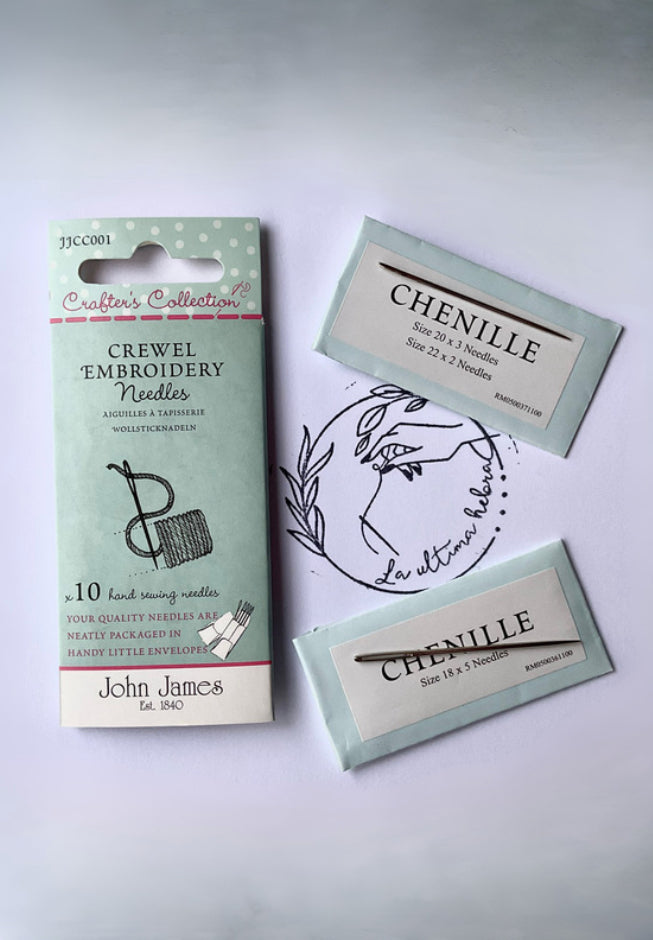 JJCC001
Crafter's Collection
CREWEL
EMBROIDERY
Needles
AIGUILLES À TAPISSERIE
WOLLSTICKNADELN
x10 hand sewing needles
YOUR QUALITY NEEDLES ARE
NEATLY PACKAGED IN
HANDY LITTLE ENVELOPES
John James
Est. 1840
CHENILLE
Size 20 x 3 Needles
Size 22 x 2 Needles
RM0500371100
La ultima hebra
CHENILLE
Size 18 x 5 Needles
RM0500361100